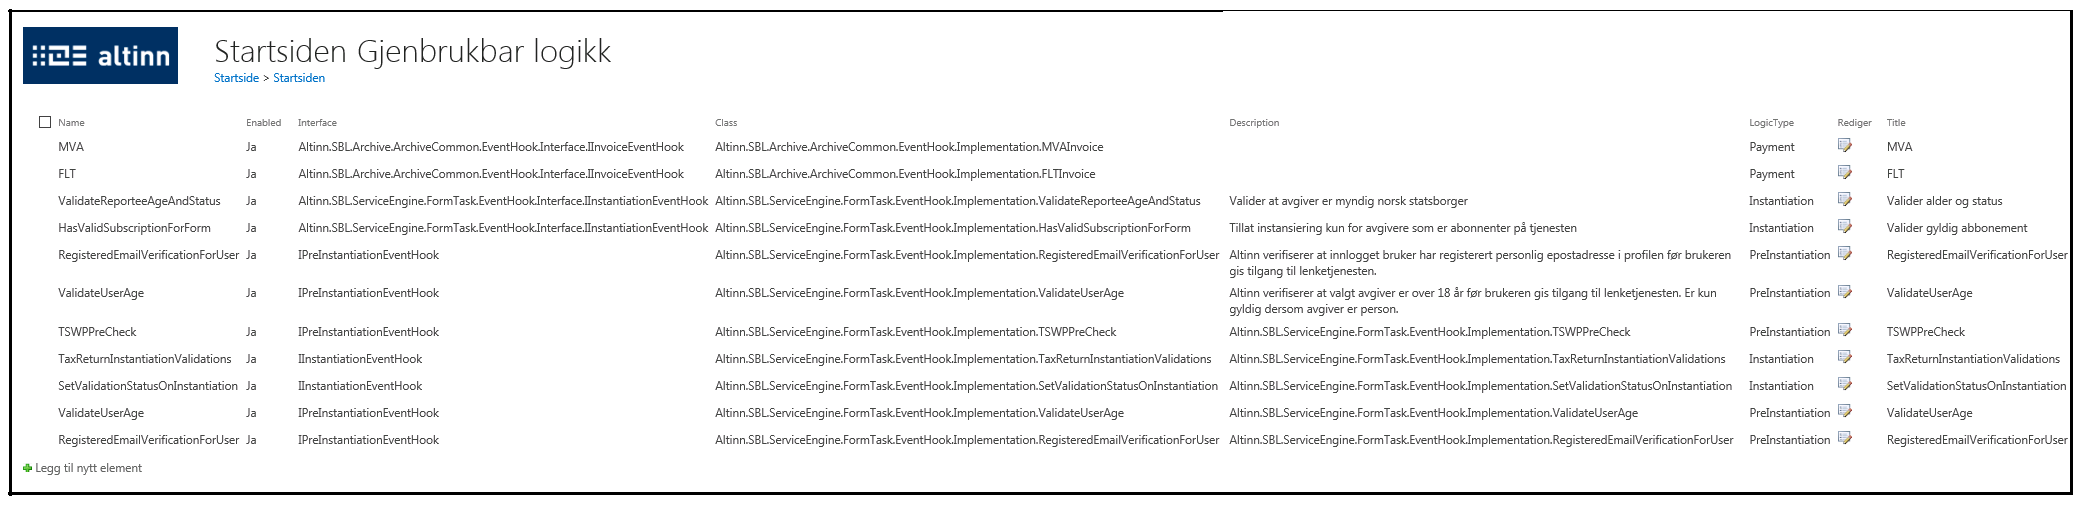 altinn
Startsiden Gjenbrukbar logikk
Startside > Startsiden
Name Enabled Interface Class Description LogicType Rediger Title
MVA Ja Altinn.SBL.Archive.ArchiveCommon.EventHook.Interface.IInvoiceEventHook Altinn.SBL.Archive.ArchiveCommon.EventHook.Implementation.MVAInvoice Payment MVA
FLT Ja Altinn.SBL.Archive.ArchiveCommon.EventHook.Interface.IInvoiceEventHook Altinn.SBL.Archive.ArchiveCommon.EventHook.Implementation.FLTInvoice Payment FLT
ValidateReporteeAgeAndStatus Ja Altinn.SBL.ServiceEngine.FormTask.EventHook.Interface.IInstantiationEventHook Altinn.SBL.ServiceEngine.FormTask.EventHook.Implementation.ValidateReporteeAgeAndStatus Valider at avgiver er myndig norsk statsborger Instantiation Valider alder og status
HasValidSubscriptionForForm Ja Altinn.SBL.ServiceEngine.FormTask.EventHook.Interface.IInstantiationEventHook Altinn.SBL.ServiceEngine.FormTask.EventHook.Implementation.HasValidSubscriptionForForm Tillat instansiering kun for avgivere som er abonnenter på tjenesten Instantiation Valider gyldig abbonement
RegisteredEmailVerificationForUser Ja IPreInstantiationEventHook Altinn.SBL.ServiceEngine.FormTask.EventHook.Implementation.RegisteredEmailVerificationForUser Altinn verifiserer at innlogget bruker har registerert personlig epostadresse i profilen før brukeren PreInstantiation RegisteredEmailVerificationForUser
gis tilgang til lenketjenesten.
ValidateUserAge Ja IPreInstantiationEventHook Altinn.SBL.ServiceEngine.FormTask.EventHook.Implementation.ValidateUserAge Altinn verifiserer at valgt avgiver er over 18 år før brukeren gis tilgang til lenketjenesten. Er kun PreInstantiation ValidateUserAge
gyldig dersom avgiver er person.
TSWPPreCheck Ja IPreInstantiationEventHook Altinn.SBL.ServiceEngine.FormTask.EventHook.Implementation.TSWPPreCheck Altinn.SBL.ServiceEngine.FormTask.EventHook.Implementation.TSWPPreCheck PreInstantiation TSWPPreCheck
TaxReturnInstantiationValidations Ja IInstantiationEventHook Altinn.SBL.ServiceEngine.FormTask.EventHook.Implementation.TaxReturnInstantiationValidations Altinn.SBL.ServiceEngine.FormTask.EventHook.Implementation.TaxReturnInstantiationValidations Instantiation TaxReturnInstantiationValidations
SetValidationStatusOnInstantiation Ja IInstantiationEventHook Altinn.SBL.ServiceEngine.FormTask.EventHook.Implementation.SetValidationStatusOnInstantiation Altinn.SBL.ServiceEngine.FormTask.EventHook.Implementation.SetValidationStatusOnInstantiation Instantiation SetValidationStatusOnInstantiation
ValidateUserAge Ja IPreInstantiationEventHook Altinn.SBL.ServiceEngine.FormTask.EventHook.Implementation.ValidateUserAge Altinn.SBL.ServiceEngine.FormTask.EventHook.Implementation.ValidateUserAge PreInstantiation ValidateUserAge
RegisteredEmailVerificationForUser Ja IPreInstantiationEventHook Altinn.SBL.ServiceEngine.FormTask.EventHook.Implementation.RegisteredEmailVerificationForUser Altinn.SBL.ServiceEngine.FormTask.EventHook.Implementation.RegisteredEmailVerificationForUser PreInstantiation RegisteredEmailVerificationForUser
Legg til nytt element